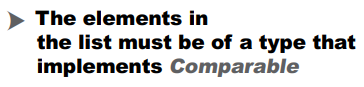 The elements in
the list must be of a type that
implements Comparable